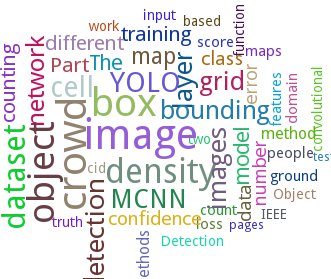 input
based
work
training
function
different
score
maps
The
Part
map
class
counting
network
layer
error
YOLO
grid
cell
features
domain
convolutional
box
bounding
dataset
object
crowd
image
two
images
model
method
density
people
test
detection
cid
number
ground
MCNN
data
Object
truth
confidence
count
IEEE
loss
pages
ethods
Detection